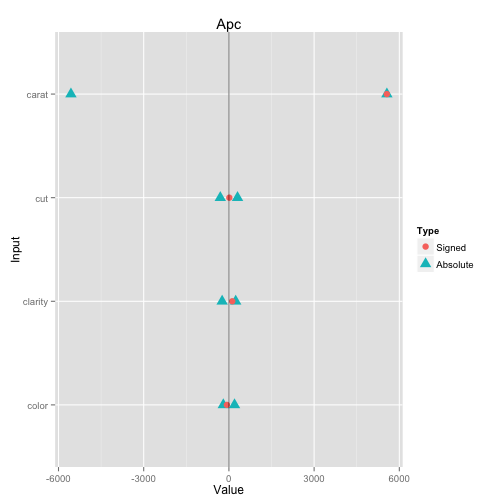 Apc
carat
cut
clarity
color
Input
-6000 -3000 0 3000 6000
Value
Type
Signed
Absolute